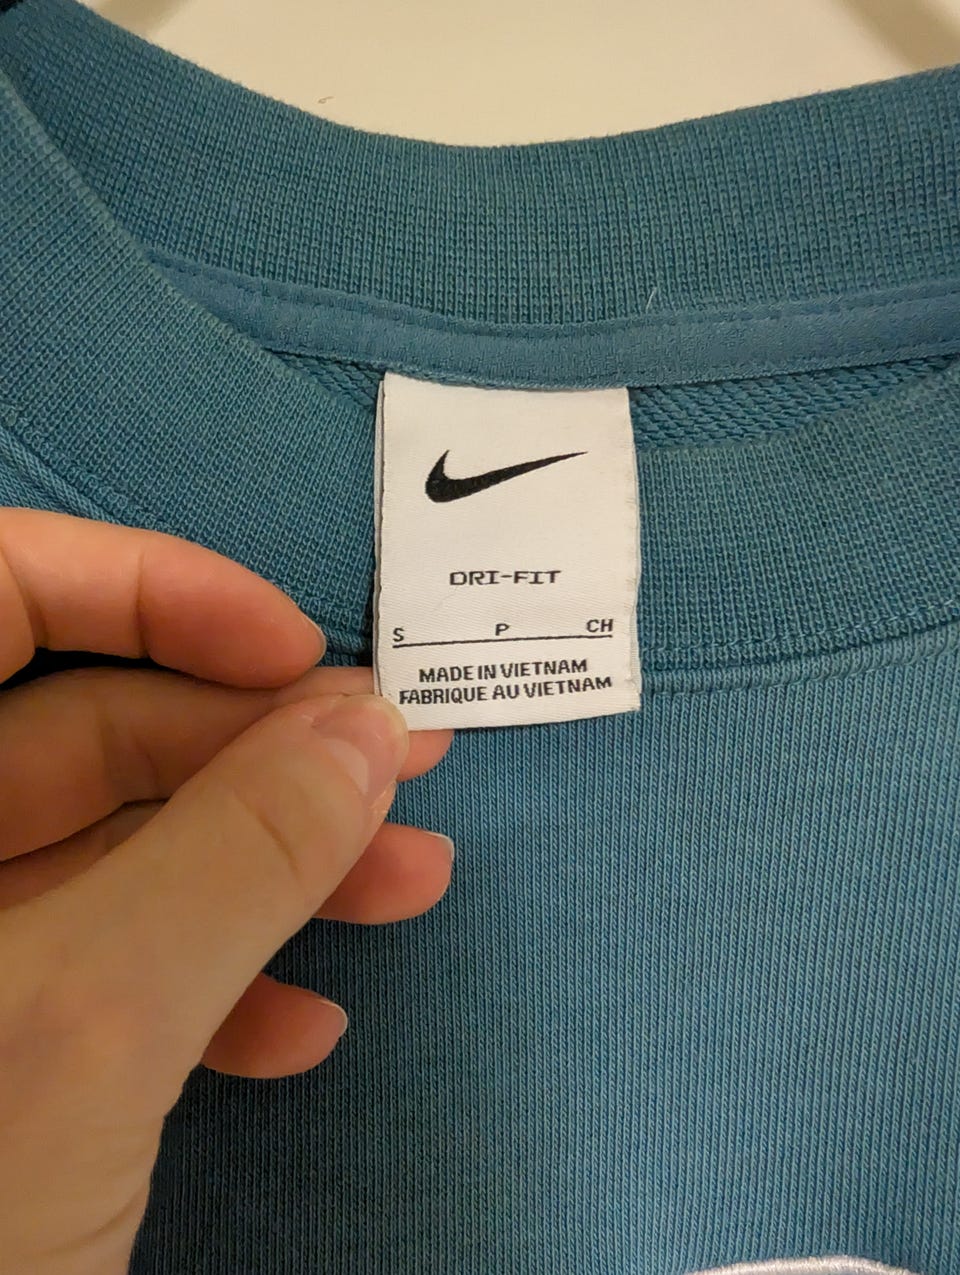 DRI-FIT
S P CH
MADE IN VIETNAM
FABRIQUE AU VIETNAM